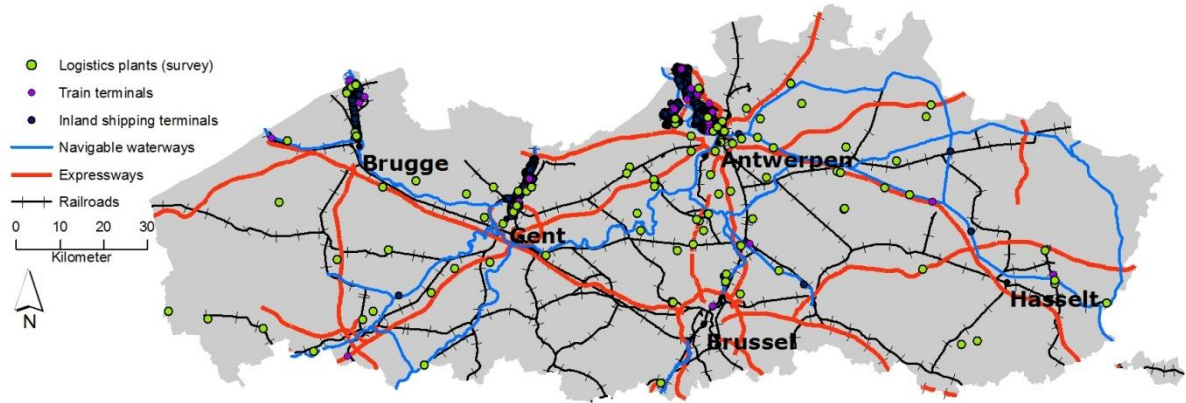 Logistics plants (survey)
Train terminals
Inland shipping terminals
Navigable waterways
Expressways
Railroads
0 10 20 30
Kilometer
N
Brugge
Gent
Antwerpen
Brussel
Hasselt